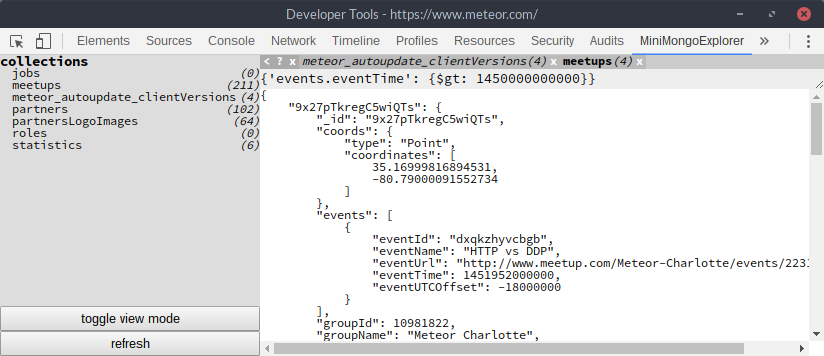 Developer Tools - https://www.meteor.com/
Elements Sources Console Network Timeline Profiles Resources Security Audits MiniMongoExplorer »
collections
jobs (0)
meetups (211)
meteor_autoupdate_clientVersions (4)
partners (102)
partnersLogoImages (64)
roles (0)
statistics (6)
toggle view mode
refresh
< ? x meteor_autoupdate_clientVersions(4) x meetups(4) x
{'events.eventTime': {$gt: 1450000000000}}
{
"9x27pTkregC5wiQTs": {
"_id": "9x27pTkregC5wiQTs",
"coords": {
"type": "Point",
"coordinates": [
35.16999816894531,
-80.79000091552734
]
},
"events": [
{
"eventId": "dxqkzhyvcbgb",
"eventName": "HTTP vs DDP",
"eventUrl": "http://www.meetup.com/Meteor-Charlotte/events/2231
"eventTime": 1451952000000,
"eventUTCOffset": -18000000
}
],
"groupId": 10981822,
"groupName": "Meteor Charlotte",